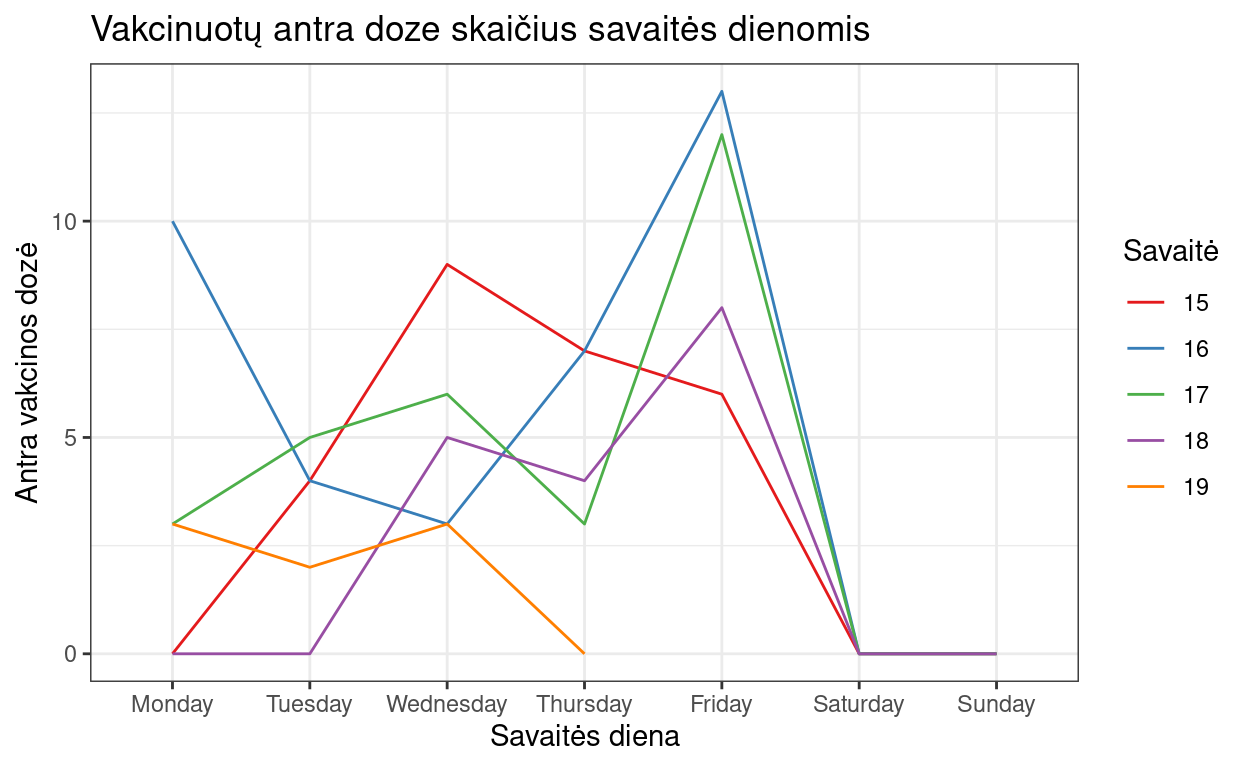 Vakcinuotų antra doze skaičius savaitės dienomis
Antra vakcinos dozė
10
5
0
Monday
Tuesday
Wednesday
Thursday
Friday
Saturday
Sunday
Savaitės diena
Savaitė
15
16
17
18
19